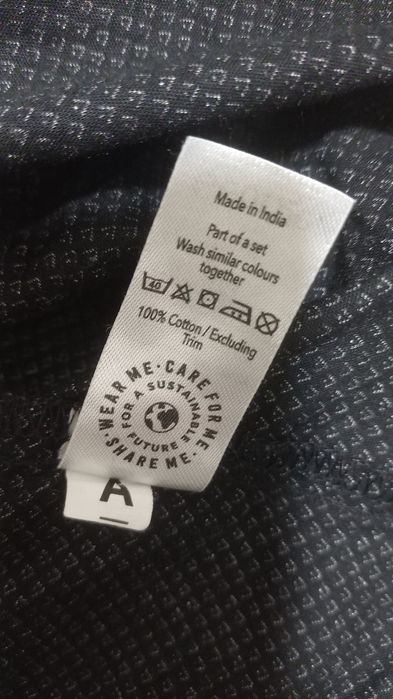 Made in India
Part of a set
Wash similar colours
together
40
100% Cotton / Excluding
Trim
WEAR ME · CARE FOR ME · SHARE ME ·
FOR A SUSTAINABLE FUTURE
A